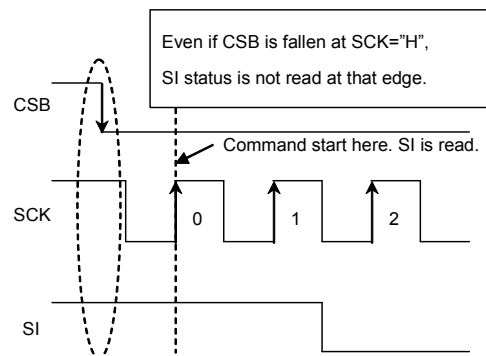 Even if CSB is fallen at SCK=”H”,
SI status is not read at that edge.
CSB
Command start here. SI is read.
SCK
0
1
2
SI